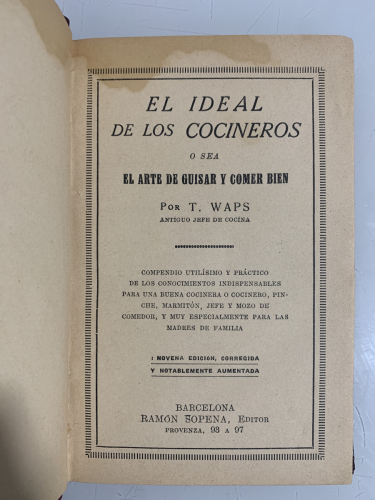 EL IDEAL
DE LOS COCINEROS
O SEA
EL ARTE DE GUISAR Y COMER BIEN
POR T. WAPS
ANTIGUO JEFE DE COCINA
COMPENDIO UTILÍSIMO Y PRÁCTICO
DE LOS CONOCIMIENTOS INDISPENSABLES
PARA UNA BUENA COCINERA O COCINERO, PIN-
CHE, MARMITÓN, JEFE Y MOZO DE
COMEDOR, Y MUY ESPECIALMENTE PARA LAS
MADRES DE FAMILIA
: NOVENA EDICION, CORREGIDA
Y NOTABLEMENTE AUMENTADA
BARCELONA
RAMÓN SOPENA, EDITOR
PROVENZA, 93 A 97